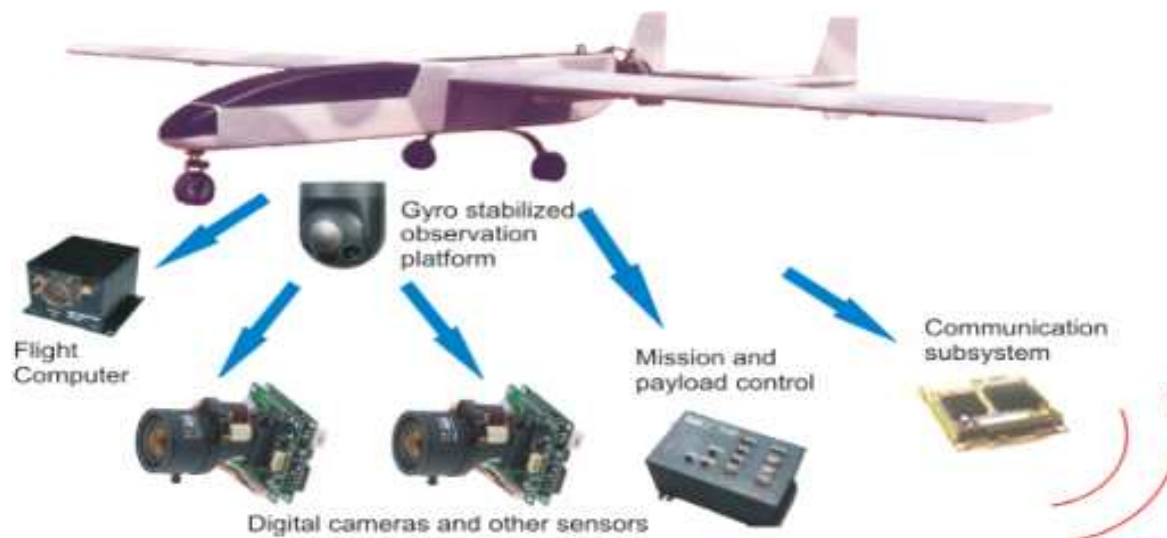 Gyro stabilized
observation
platform
Flight
Computer
Mission and
payload control
Communication
subsystem
Digital cameras and other sensors